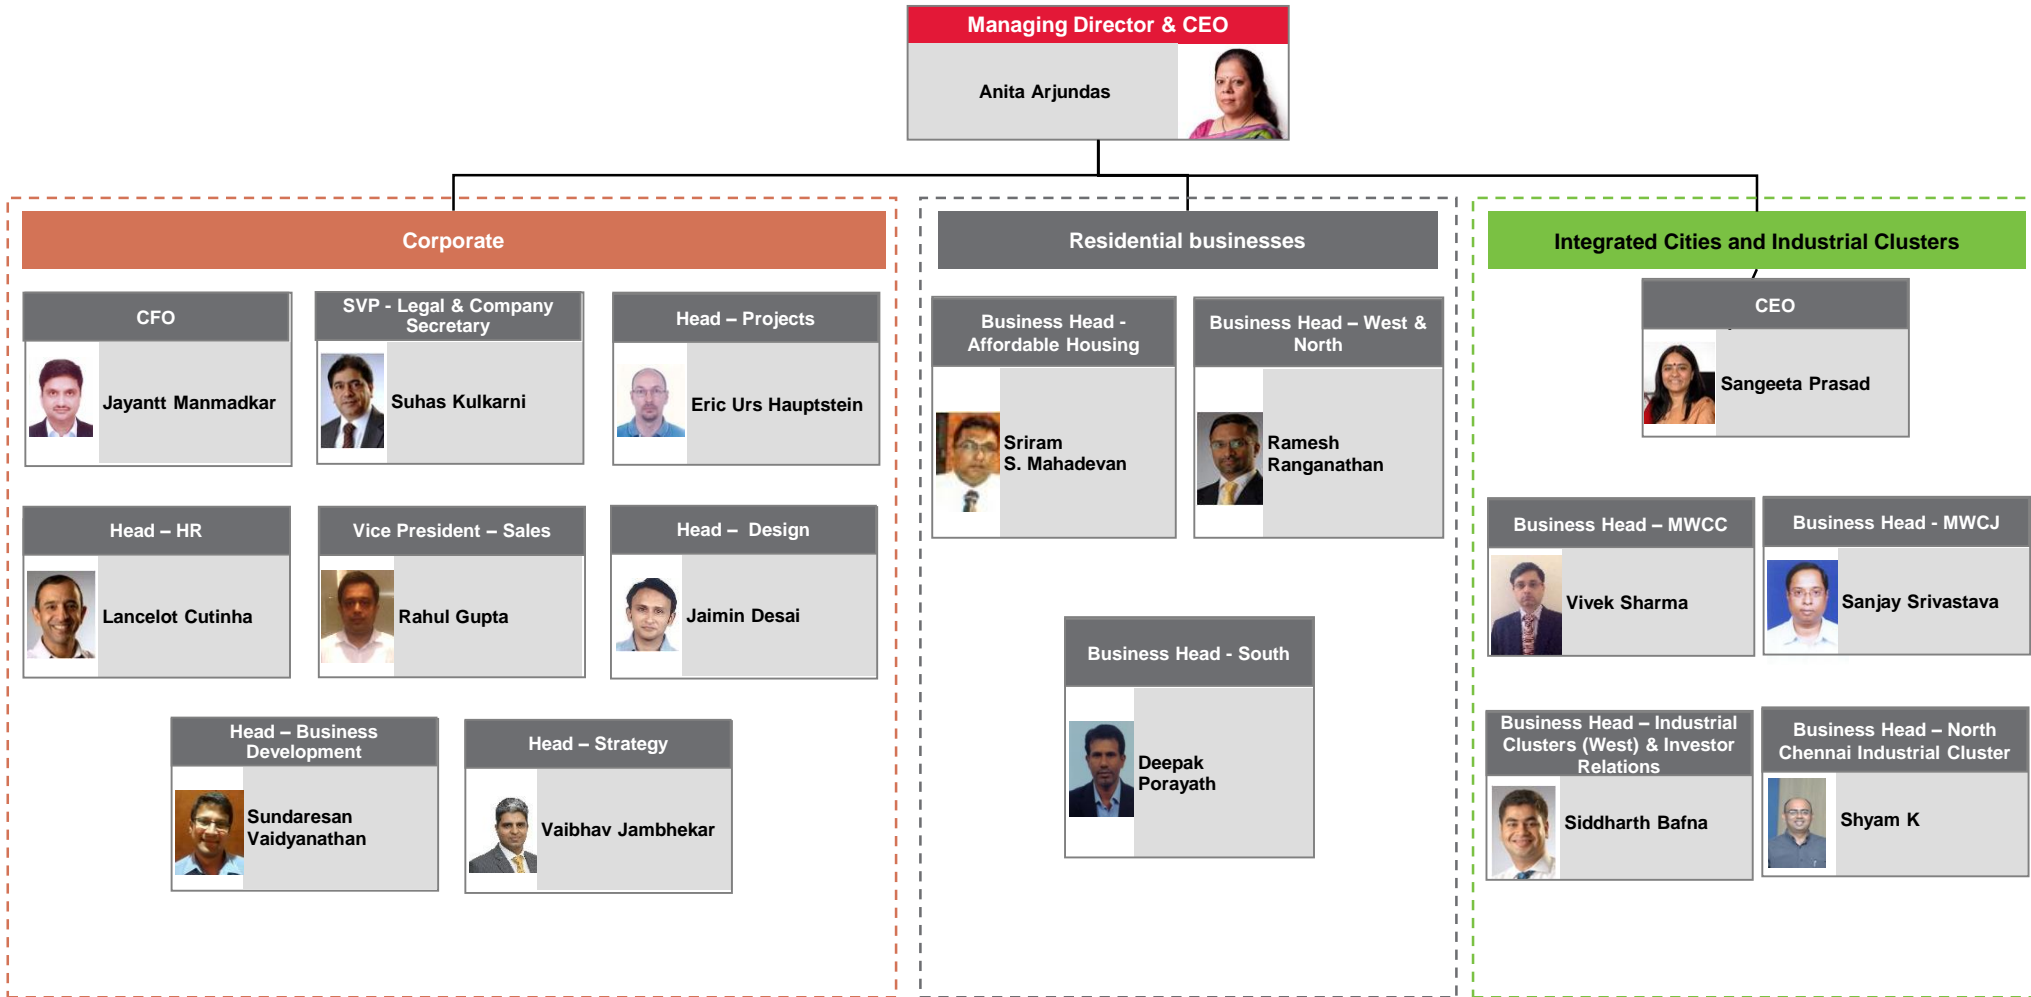 Managing Director & CEO
Anita Arjundas
Corporate
CFO
Jayantt Manmadkar
SVP - Legal & Company
Secretary
Suhas Kulkarni
Head – Projects
Eric Urs Hauptstein
Head – HR
Lancelot Cutinha
Vice President – Sales
Rahul Gupta
Head – Design
Jaimin Desai
Head – Business
Development
Sundaresan
Vaidyanathan
Head – Strategy
Vaibhav Jambhekar
Residential businesses
Business Head -
Affordable Housing
Sriram
S. Mahadevan
Business Head – West &
North
Ramesh
Ranganathan
Business Head - South
Deepak
Porayath
Integrated Cities and Industrial Clusters
CEO
Sangeeta Prasad
Business Head – MWCC
Vivek Sharma
Business Head - MWCJ
Sanjay Srivastava
Business Head – Industrial
Clusters (West) & Investor
Relations
Siddharth Bafna
Business Head – North
Chennai Industrial Cluster
Shyam K